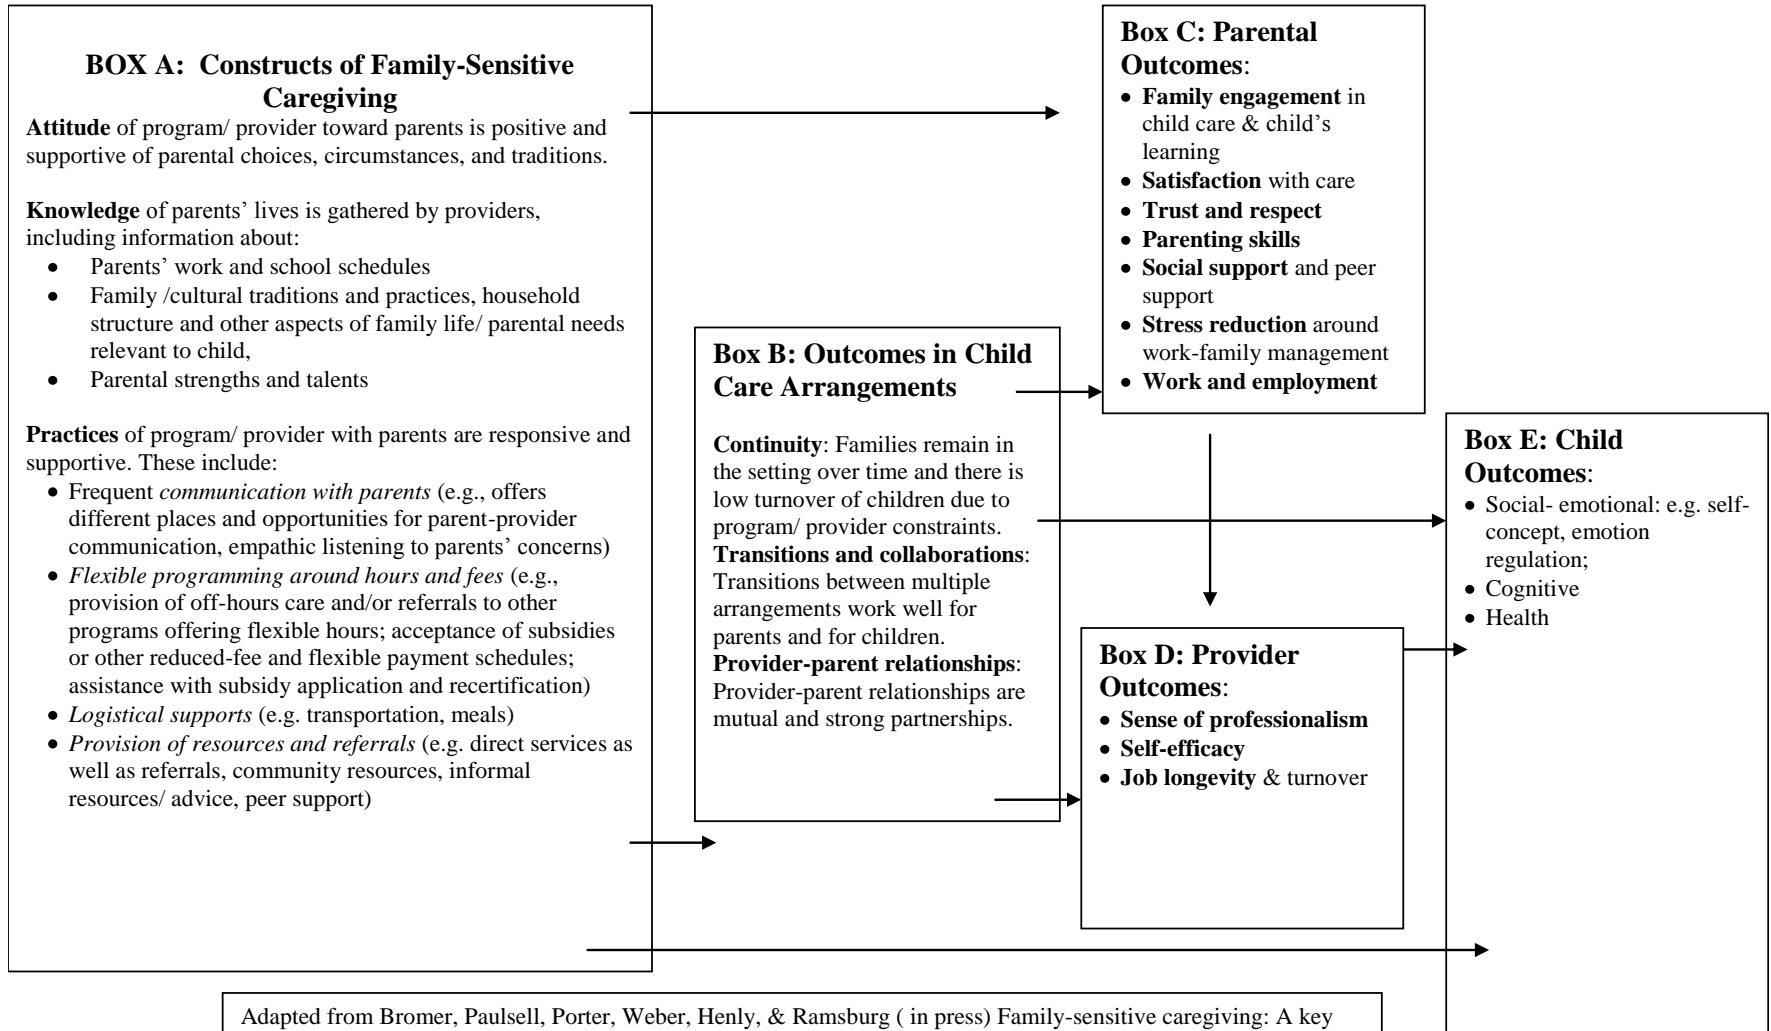 BOX A: Constructs of Family-Sensitive
Caregiving
Attitude of program/ provider toward parents is positive and
supportive of parental choices, circumstances, and traditions.
Knowledge of parents’ lives is gathered by providers,
including information about:
• Parents’ work and school schedules
• Family /cultural traditions and practices, household
structure and other aspects of family life/ parental needs
relevant to child,
• Parental strengths and talents
Practices of program/ provider with parents are responsive and
supportive. These include:
• Frequent communication with parents (e.g., offers
different places and opportunities for parent-provider
communication, empathic listening to parents’ concerns)
• Flexible programming around hours and fees (e.g.,
provision of off-hours care and/or referrals to other
programs offering flexible hours; acceptance of subsidies
or other reduced-fee and flexible payment schedules;
assistance with subsidy application and recertification)
• Logistical supports (e.g. transportation, meals)
• Provision of resources and referrals (e.g. direct services as
well as referrals, community resources, informal
resources/ advice, peer support)
Box B: Outcomes in Child
Care Arrangements
Continuity: Families remain in
the setting over time and there is
low turnover of children due to
program/ provider constraints.
Transitions and collaborations:
Transitions between multiple
arrangements work well for
parents and for children.
Provider-parent relationships:
Provider-parent relationships are
mutual and strong partnerships.
Box C: Parental
Outcomes:
• Family engagement in
child care & child’s
learning
• Satisfaction with care
• Trust and respect
• Parenting skills
• Social support and peer
support
• Stress reduction around
work-family management
• Work and employment
Box D: Provider
Outcomes:
• Sense of professionalism
• Self-efficacy
• Job longevity & turnover
Box E: Child
Outcomes:
• Social- emotional: e.g. self-
concept, emotion
regulation;
• Cognitive
• Health
Adapted from Bromer, Paulsell, Porter, Weber, Henly, & Ramsburg ( in press) Family-sensitive caregiving: A key